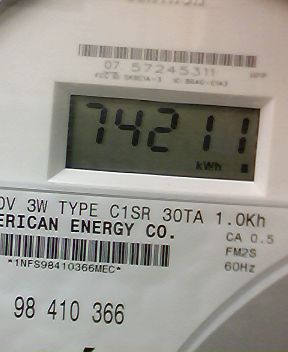 07 57245311
74211
kWh
0V 3W TYPE C1SR 30TA 1.0Kh
ERICAN ENERGY CO.
CA 0.5
FM2S
*1NFS98410366MEC*
60Hz
98 410 366